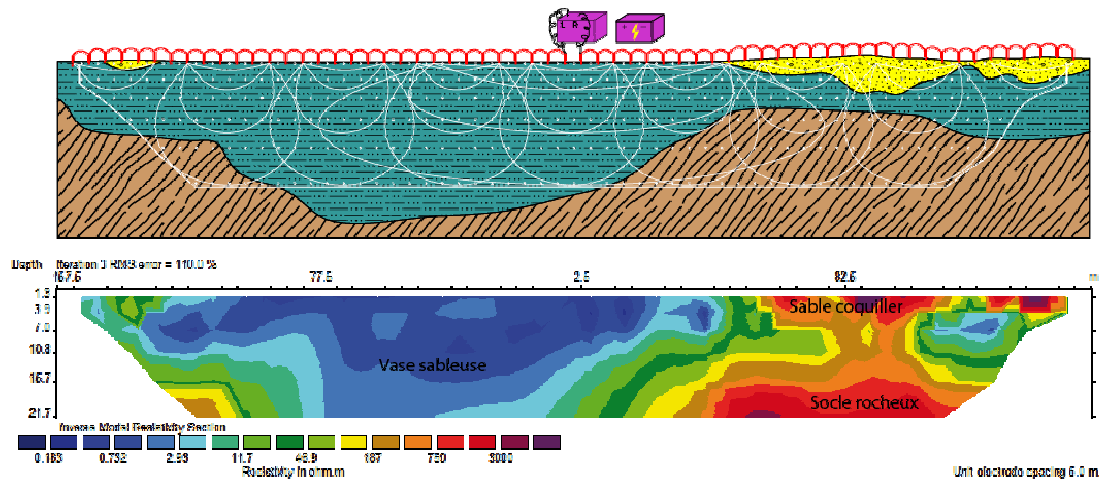 L R
Depth Iteration 3 RMS error = 110.0 %
77.5 2.5 82.5 m
Sable coquiller
Vase sableuse
Socle rocheux
1.3
3.9
7.0
10.8
15.7
21.7
Inverse Model Resistivity Section
0.183 0.732 2.93 11.7 46.9 187 750 3000
Resistivity in ohm.m
Unit electrode spacing 5.0 m.